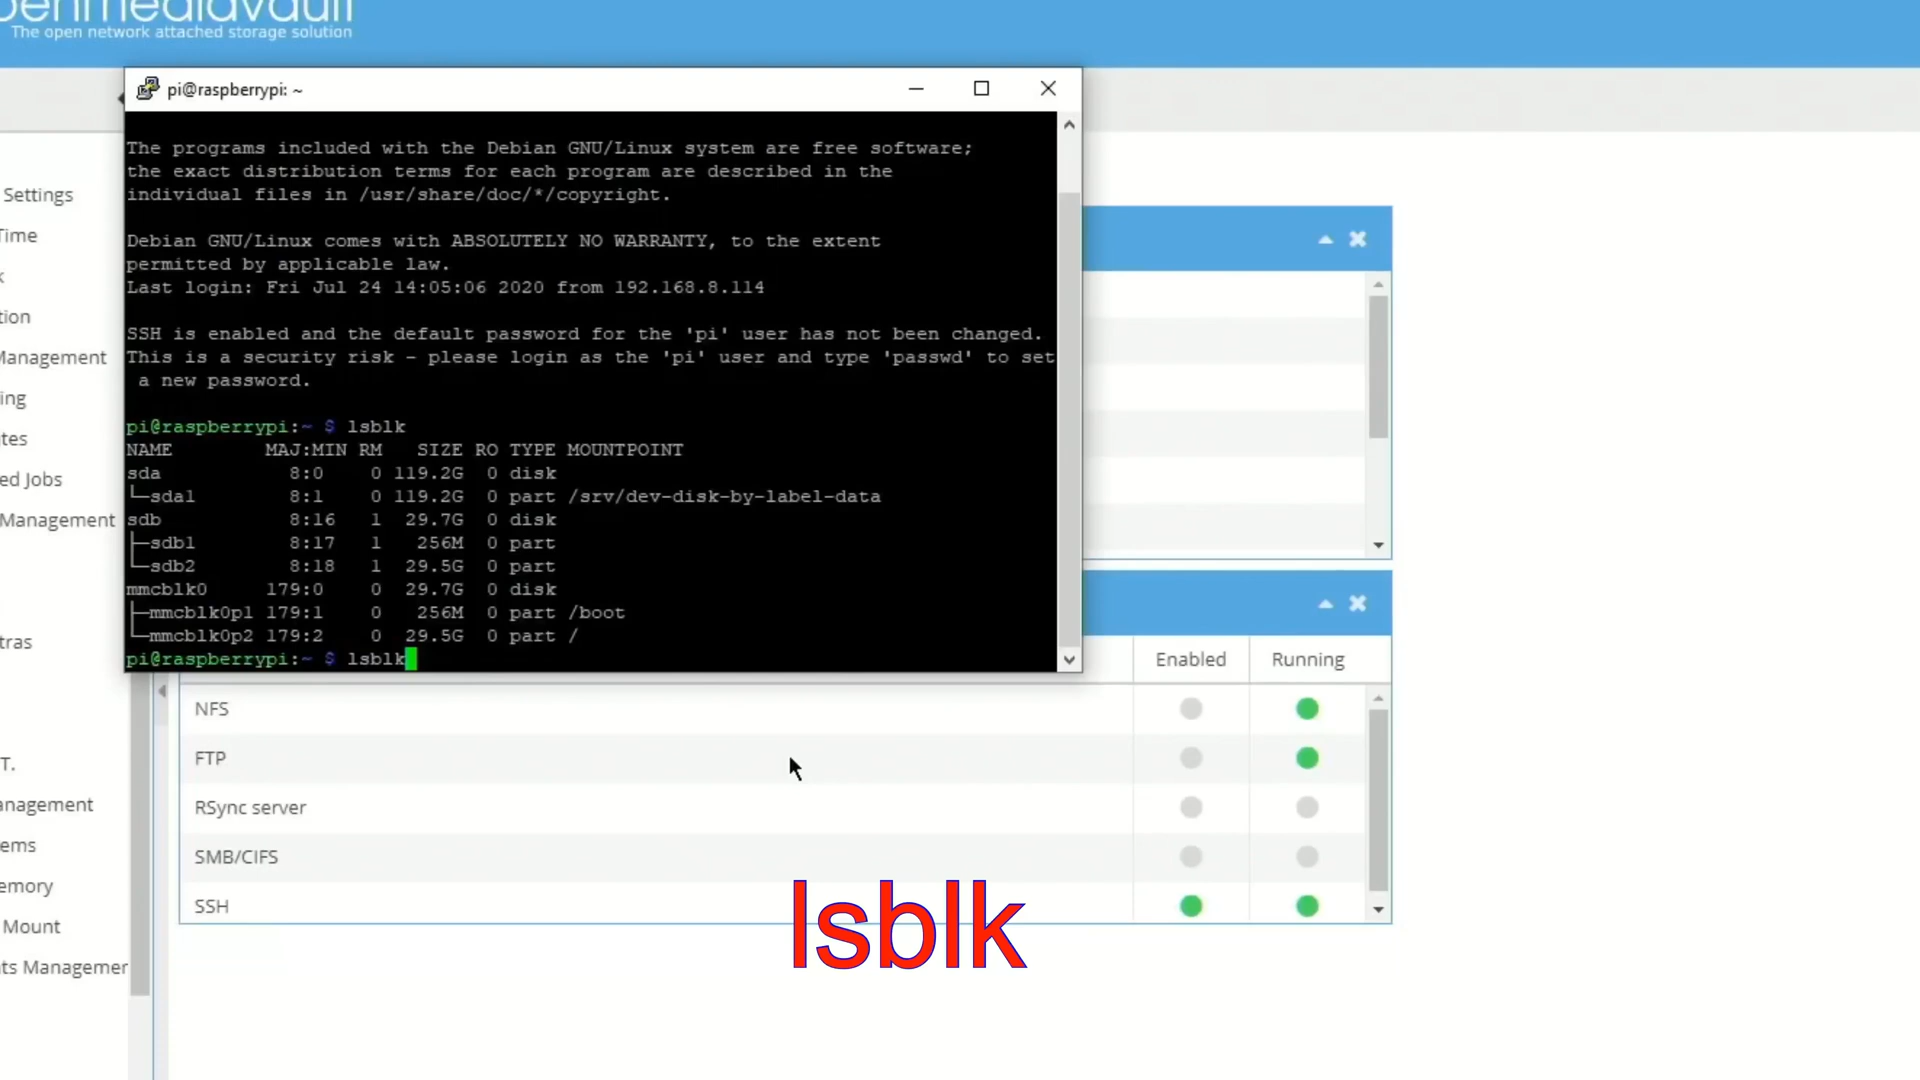 penmediavault
The open network attached storage solution
pi@raspberrypi: ~
The programs included with the Debian GNU/Linux system are free software;
the exact distribution terms for each program are described in the
individual files in /usr/share/doc/*/copyright.
Debian GNU/Linux comes with ABSOLUTELY NO WARRANTY, to the extent
permitted by applicable law.
Last login: Fri Jul 24 14:05:06 2020 from 192.168.8.114
SSH is enabled and the default password for the 'pi' user has not been changed.
This is a security risk - please login as the 'pi' user and type 'passwd' to set
a new password.
pi@raspberrypi:~ $ lsblk
NAME MAJ:MIN RM SIZE RO TYPE MOUNTPOINT
sda 8:0 0 119.2G 0 disk
└─sda1 8:1 0 119.2G 0 part /srv/dev-disk-by-label-data
sdb 8:16 1 29.7G 0 disk
├─sdb1 8:17 1 256M 0 part
└─sdb2 8:18 1 29.5G 0 part
mmcblk0 179:0 0 29.7G 0 disk
├─mmcblk0p1 179:1 0 256M 0 part /boot
└─mmcblk0p2 179:2 0 29.5G 0 part /
pi@raspberrypi:~ $ lsblk
Settings
Time
k
tion
Management
ing
tes
ed Jobs
Management
tras
T.
anagement
ems
emory
Mount
ts Managemer
Enabled Running
NFS
FTP
RSync server
SMB/CIFS
SSH
lsblk